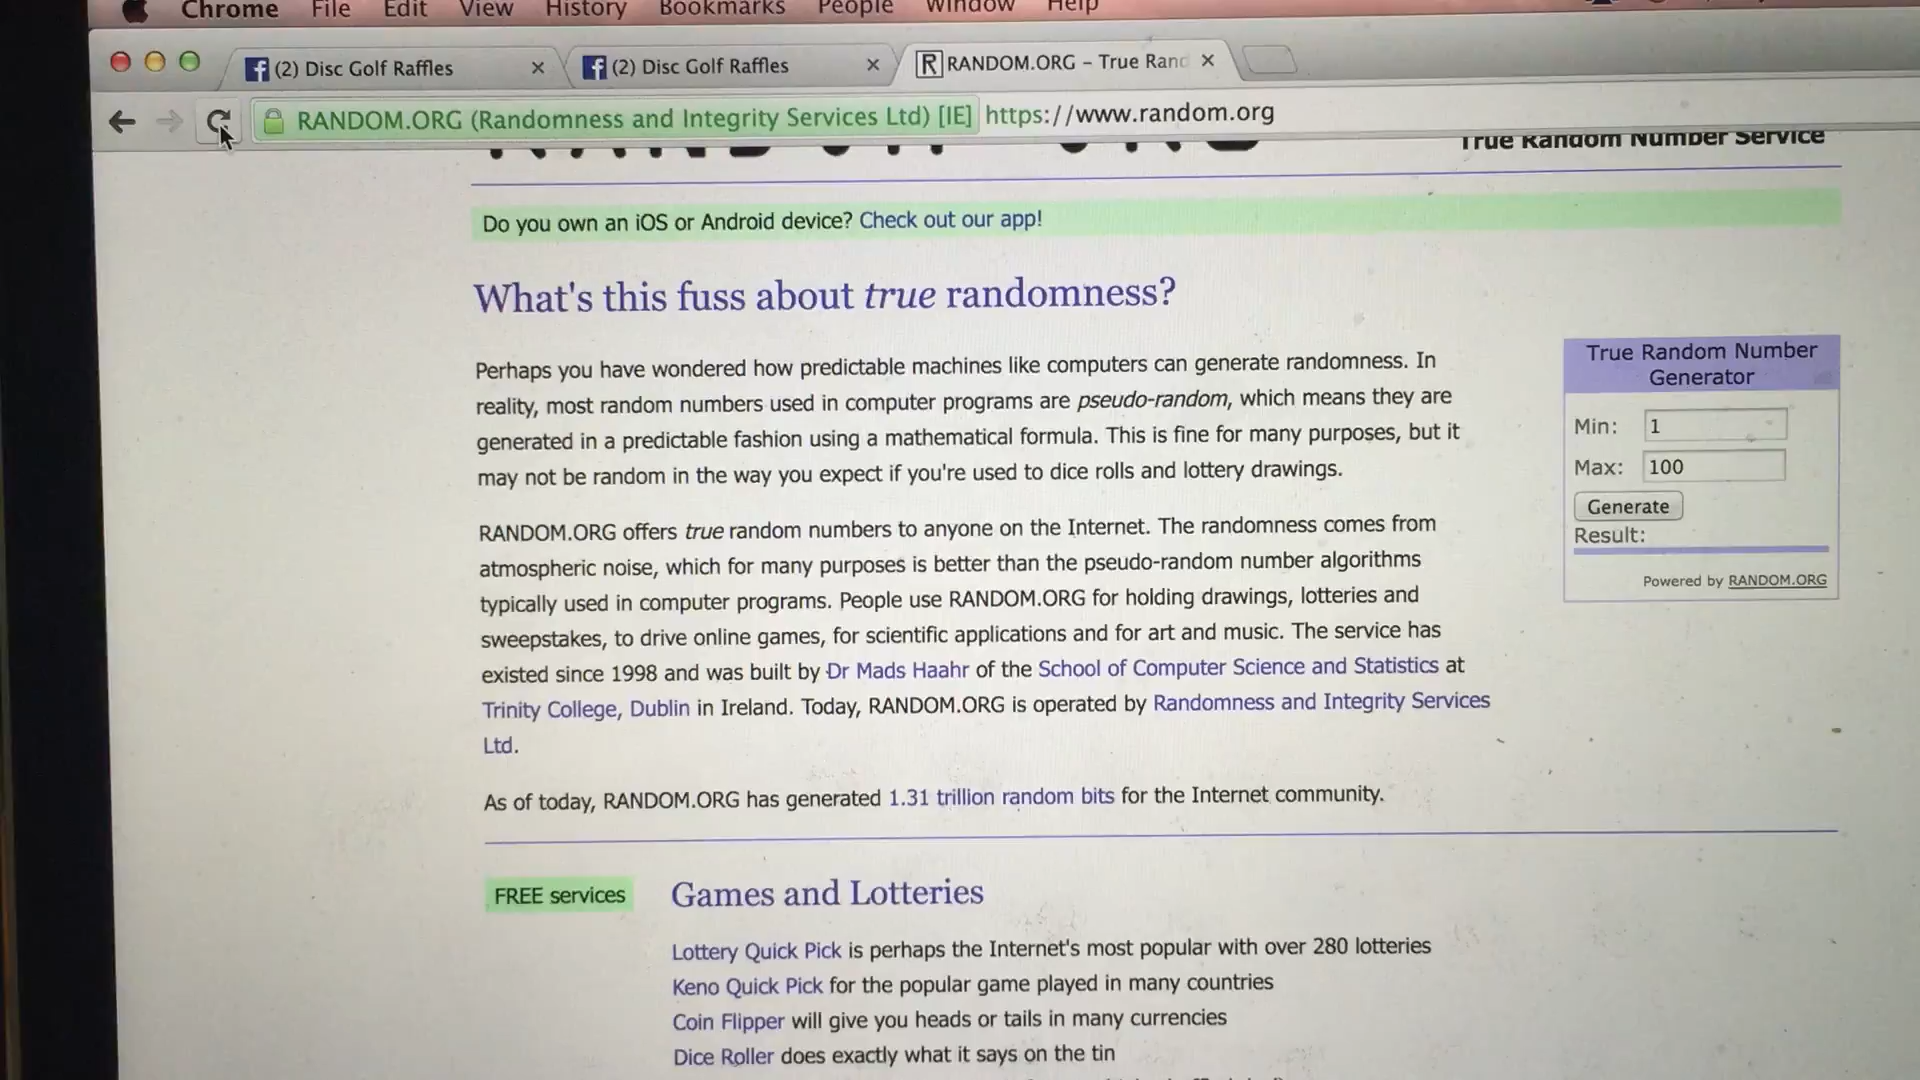 Chrome File Edit View History Bookmarks People Window Help
(2) Disc Golf Raffles (2) Disc Golf Raffles RANDOM.ORG – True Rand
RANDOM.ORG (Randomness and Integrity Services Ltd) [IE] https://www.random.org
True Random Number Service
Do you own an iOS or Android device? Check out our app!
What's this fuss about true randomness?
Perhaps you have wondered how predictable machines like computers can generate randomness. In
reality, most random numbers used in computer programs are pseudo-random, which means they are
generated in a predictable fashion using a mathematical formula. This is fine for many purposes, but it
may not be random in the way you expect if you're used to dice rolls and lottery drawings.
RANDOM.ORG offers true random numbers to anyone on the Internet. The randomness comes from
atmospheric noise, which for many purposes is better than the pseudo-random number algorithms
typically used in computer programs. People use RANDOM.ORG for holding drawings, lotteries and
sweepstakes, to drive online games, for scientific applications and for art and music. The service has
existed since 1998 and was built by Dr Mads Haahr of the School of Computer Science and Statistics at
Trinity College, Dublin in Ireland. Today, RANDOM.ORG is operated by Randomness and Integrity Services
Ltd.
As of today, RANDOM.ORG has generated 1.31 trillion random bits for the Internet community.
True Random Number
Generator
Min: 1
Max: 100
Generate
Result:
Powered by RANDOM.ORG
FREE services
Games and Lotteries
Lottery Quick Pick is perhaps the Internet's most popular with over 280 lotteries
Keno Quick Pick for the popular game played in many countries
Coin Flipper will give you heads or tails in many currencies
Dice Roller does exactly what it says on the tin